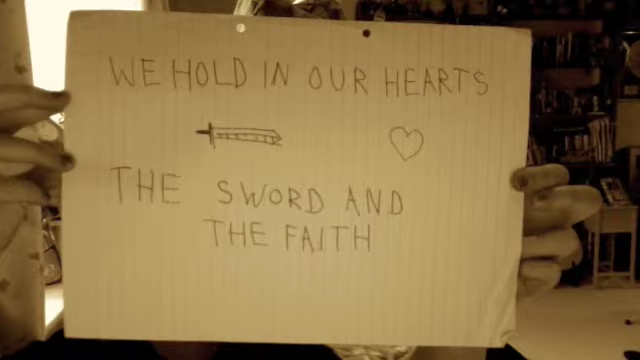 WE HOLD IN OUR HEARTS
THE SWORD AND
THE FAITH